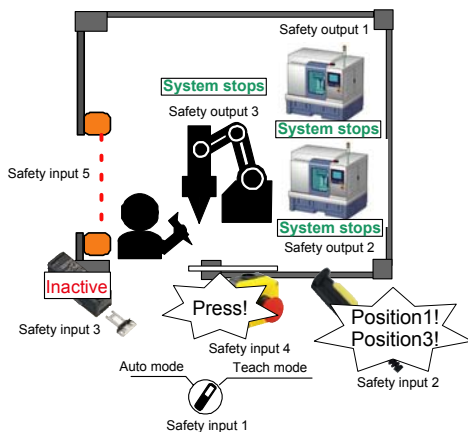 Safety output 1
System stops
Safety output 3
System stops
Safety input 5
System stops
Safety output 2
Inactive
Safety input 3
Press!
Position1!
Position3!
Safety input 4
Auto mode
Teach mode
Safety input 2
Safety input 1